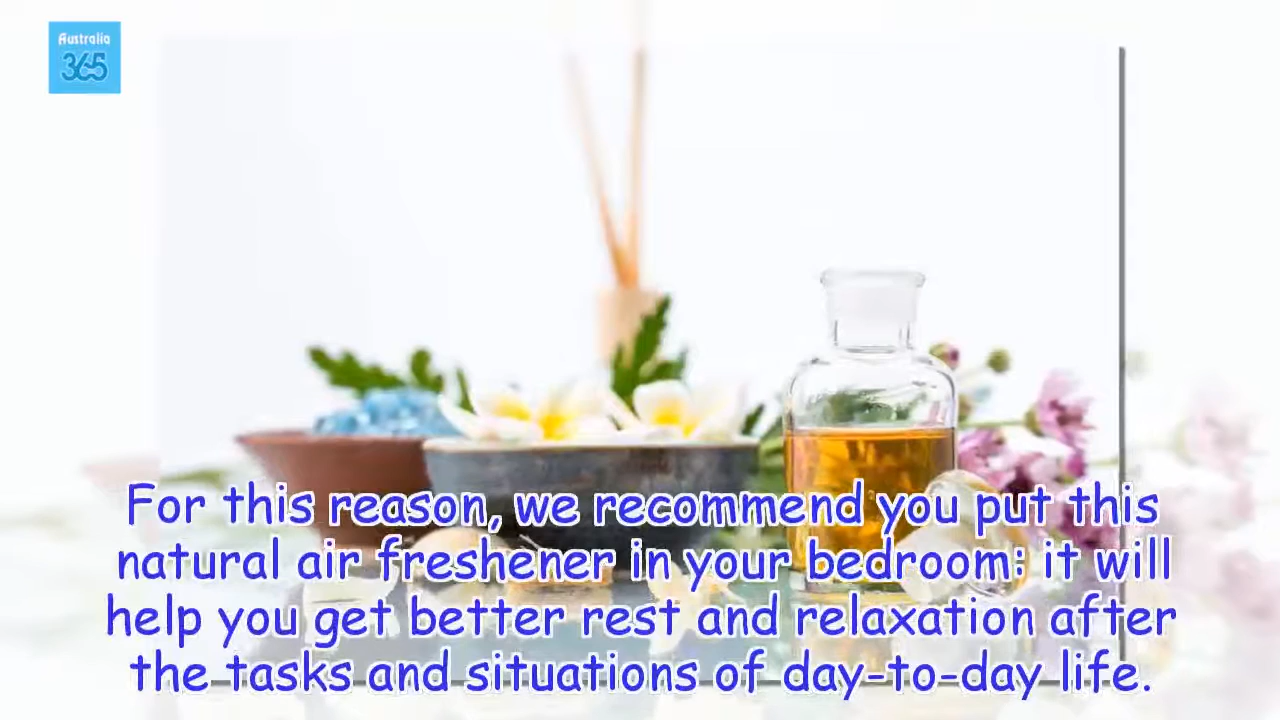 Australia
365
For this reason, we recommend you put this
natural air freshener in your bedroom: it will
help you get better rest and relaxation after
the tasks and situations of day-to-day life.